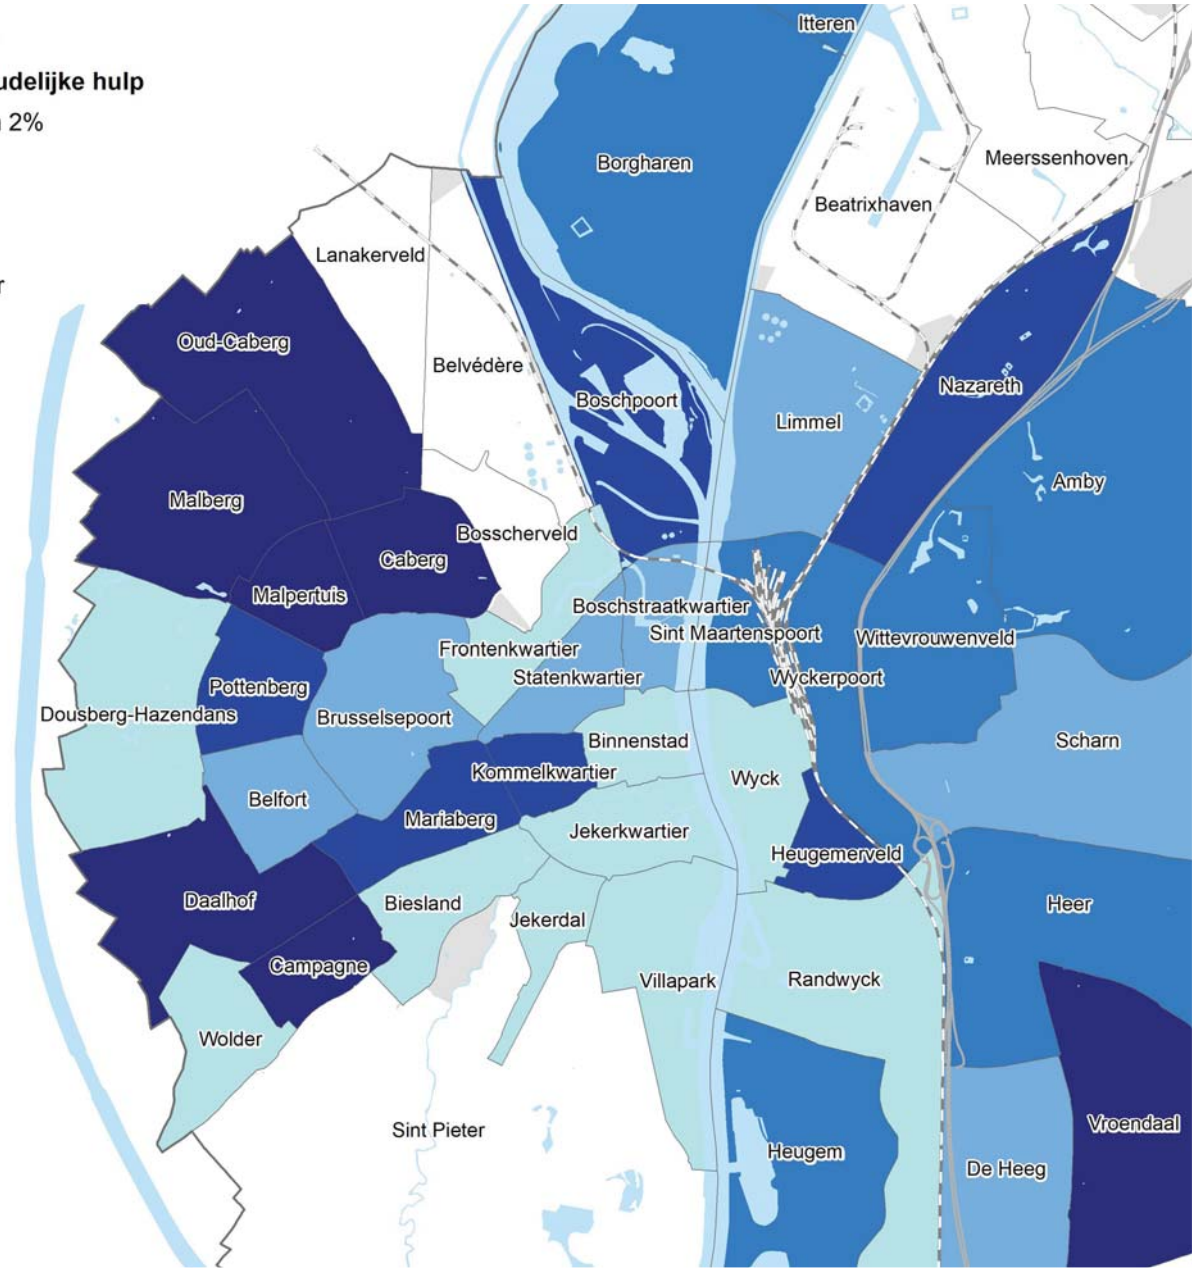 Itteren
udelijke hulp
2%
Borgharen
Meerssenhoven
Beatrixhaven
Lanakerveld
r
Oud-Caberg
Belvédère
Nazareth
Boschpoort
Limmel
Amby
Malberg
Bosscherveld
Caberg
Malpertuis
Boschstraatkwartier
Sint Maartenspoort
Wittevrouwenveld
Frontenkwartier
Statenkwartier
Wyckerpoort
Pottenberg
Dousberg-Hazendans
Brusselsepoort
Binnenstad
Scharn
Kommelkwartier
Wyck
Belfort
Mariaberg
Jekerkwartier
Heugemerveld
Daalhof
Biesland
Heer
Jekerdal
Campagne
Villapark
Randwyck
Wolder
Vroendaal
Sint Pieter
Heugem
De Heeg